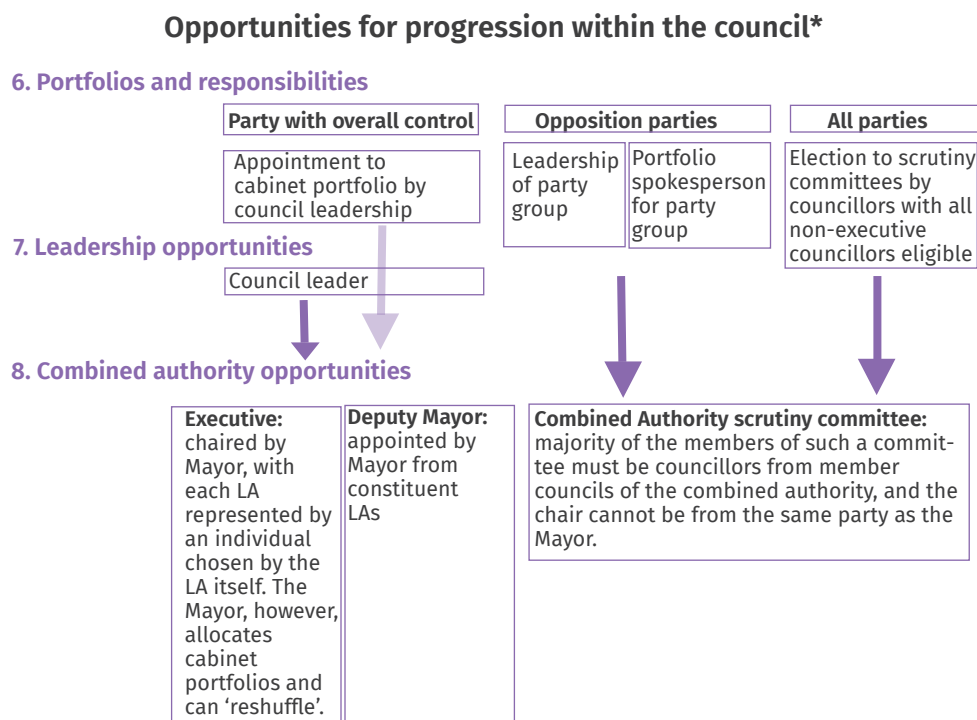 Opportunities for progression within the council*
6. Portfolios and responsibilities
Party with overall control
Appointment to
cabinet portfolio by
council leadership
Opposition parties
Leadership
of party
group
Portfolio
spokesperson
for party
group
All parties
Election to scrutiny
committees by
councillors with all
non-executive
councillors eligible
7. Leadership opportunities
Council leader
8. Combined authority opportunities
Executive:
chaired by
Mayor, with
each LA
represented by
an individual
chosen by the
LA itself. The
Mayor, however,
allocates
cabinet
portfolios and
can ‘reshuffle’.
Deputy Mayor:
appointed by
Mayor from
constituent
LAs
Combined Authority scrutiny committee:
majority of the members of such a commit-
tee must be councillors from member
councils of the combined authority, and the
chair cannot be from the same party as the
Mayor.